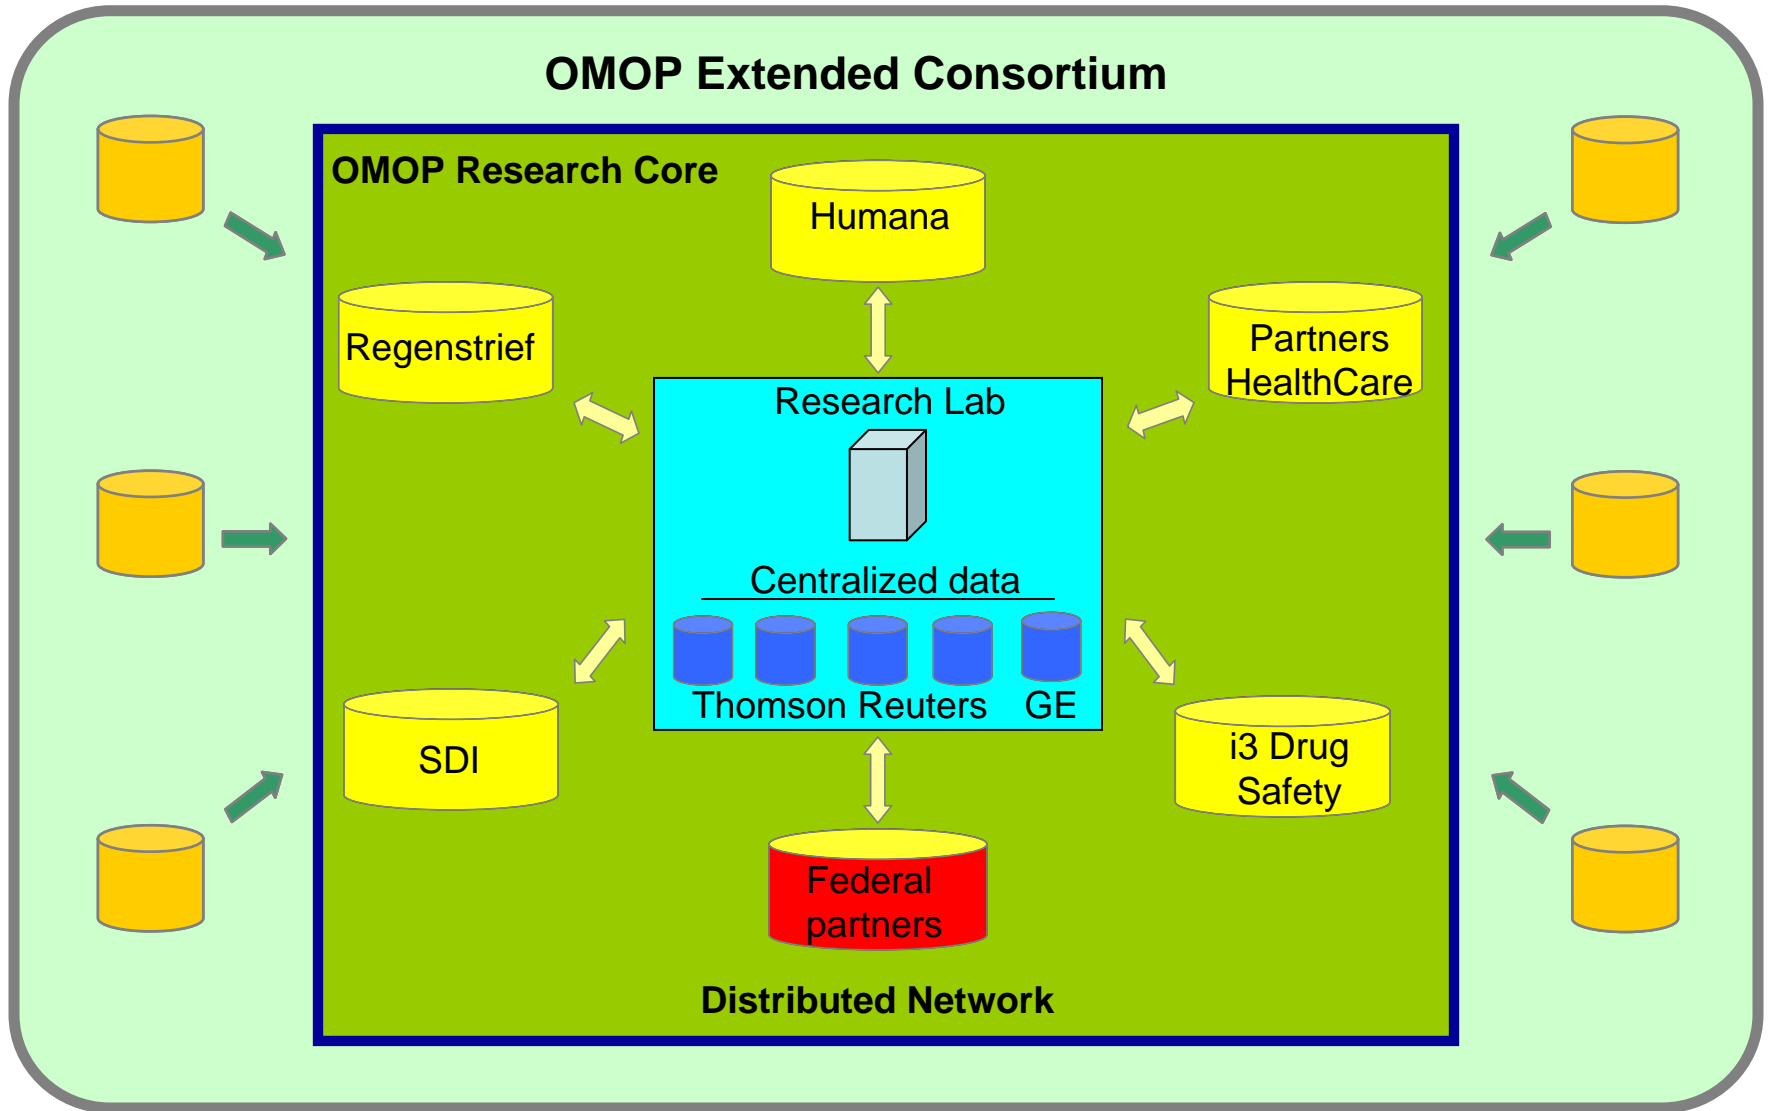 OMOP Extended Consortium
OMOP Research Core
Humana
Regenstrief
Partners
HealthCare
Research Lab
Centralized data
Thomson Reuters
GE
SDI
i3 Drug
Safety
Federal
partners
Distributed Network